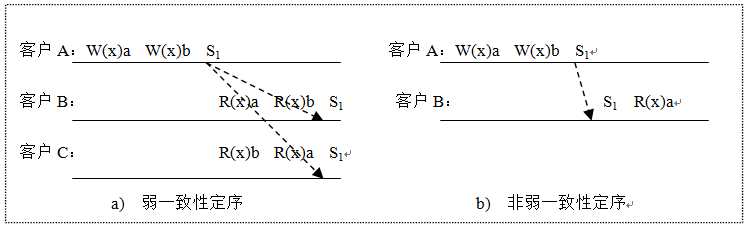 客户 A： W(x)a W(x)b S1
客户 B： R(x)a R(x)b S1
客户 C： R(x)b R(x)a S1↵
a) 弱一致性定序
客户 A： W(x)a W(x)b S1↵
客户 B： S1 R(x)a↵
b) 非弱一致性定序↵